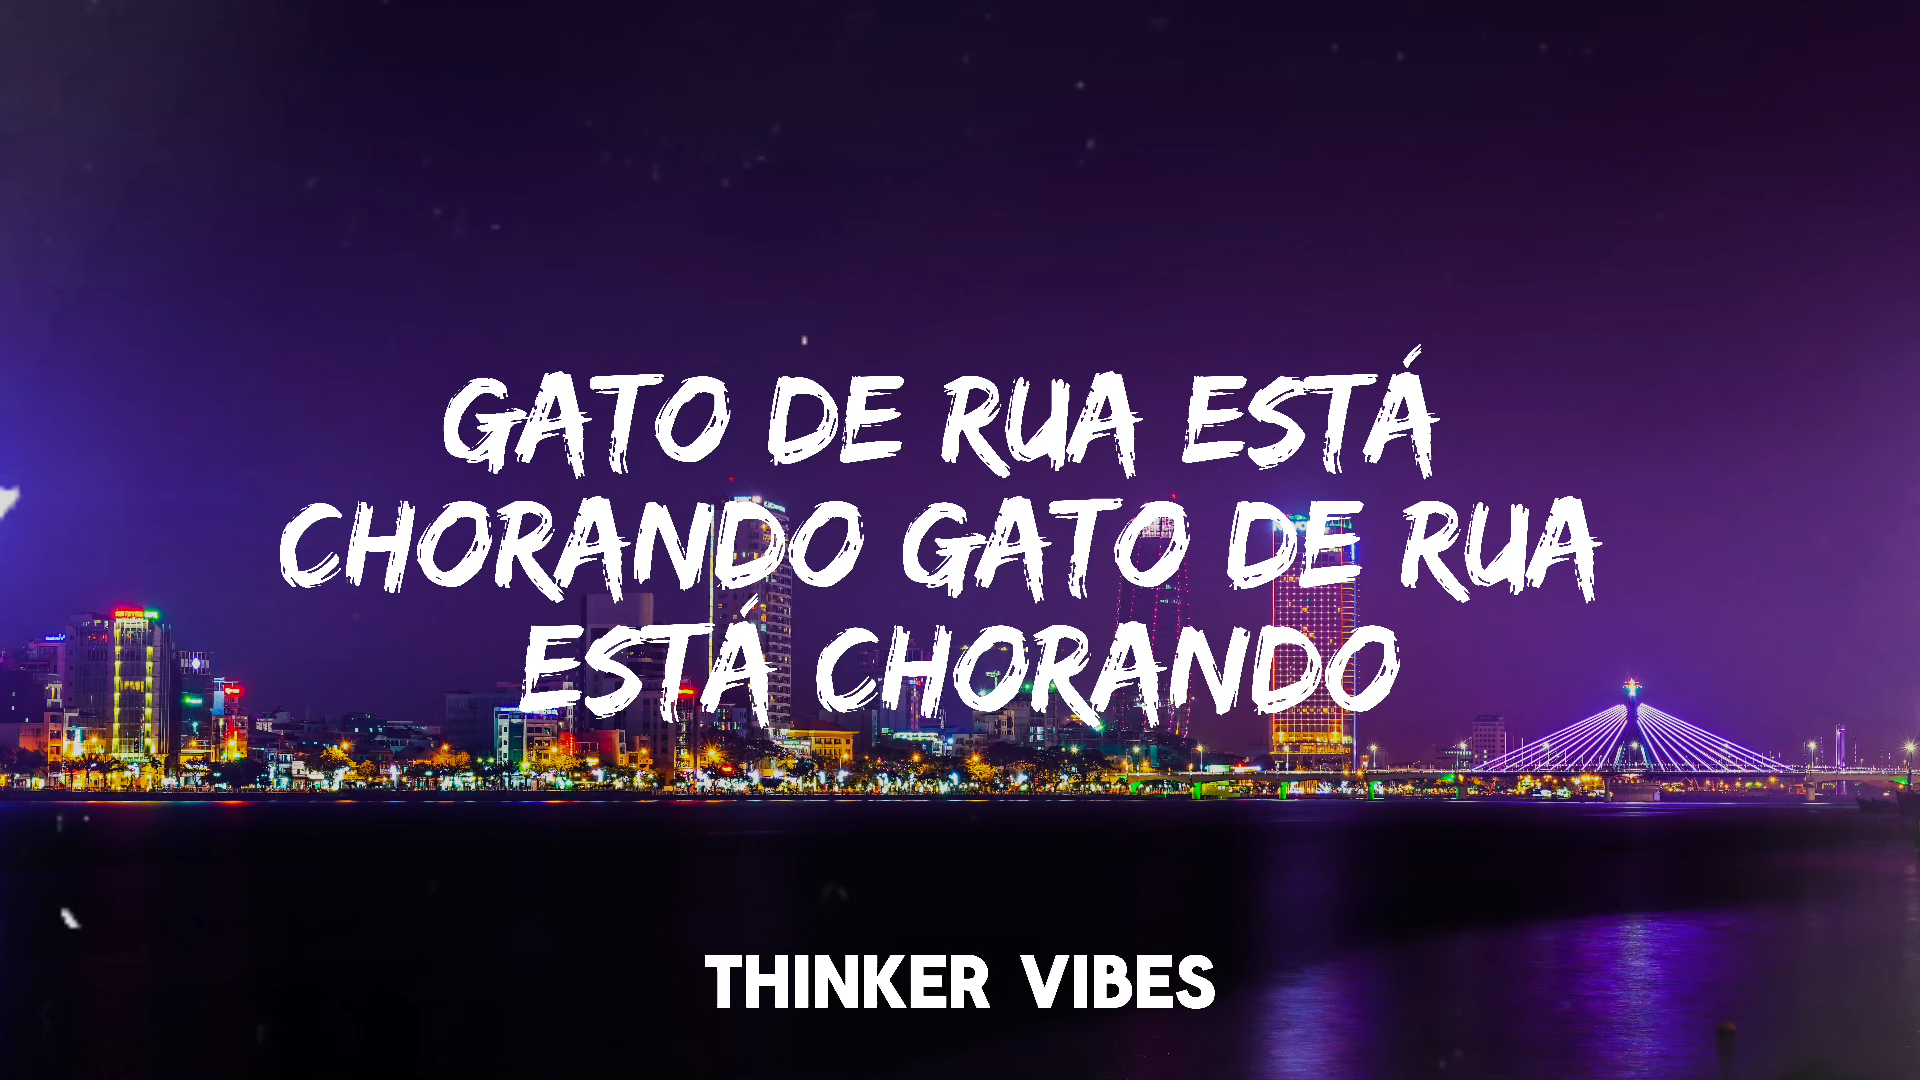 GATO DE RUA ESTÁ
CHORANDO GATO DE RUA
ESTÁ CHORANDO
THINKER VIBES